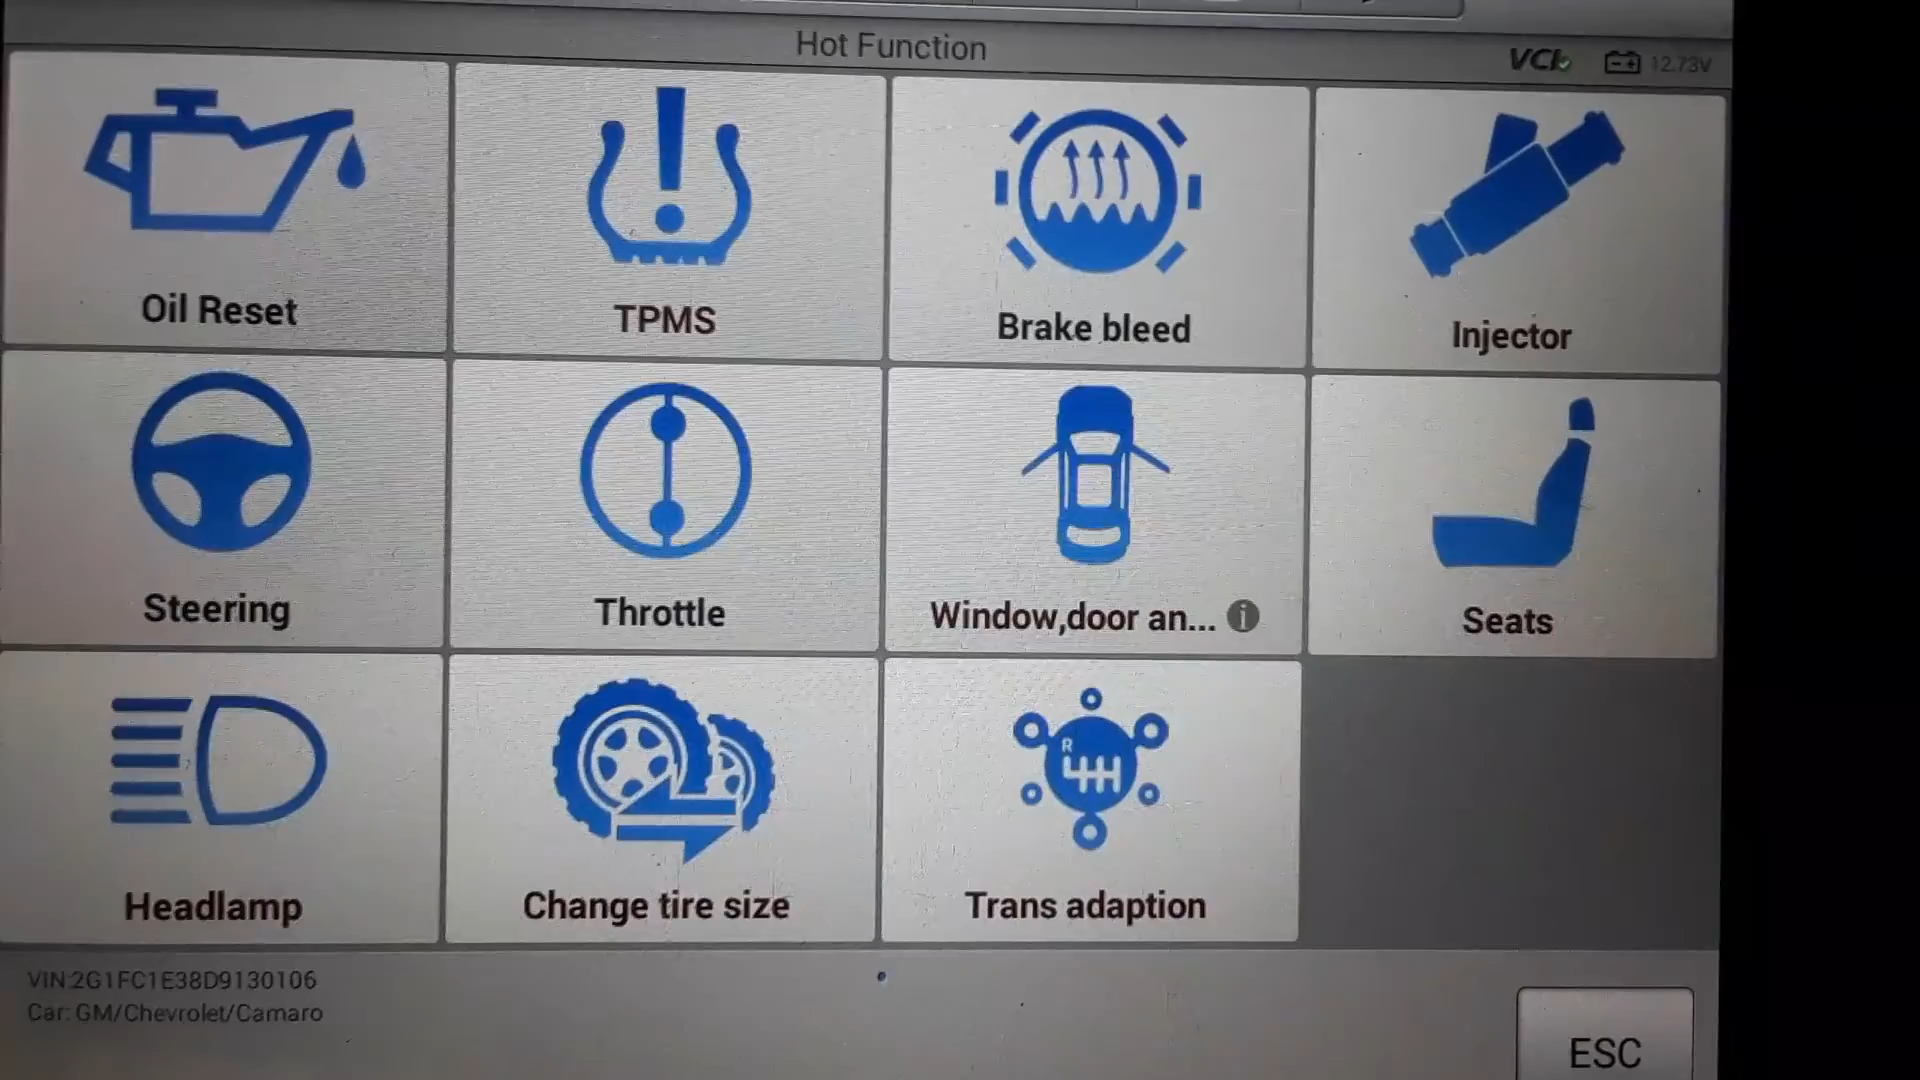 Hot Function
VCI 12.73V
Oil Reset
TPMS
Brake bleed
Injector
Steering
Throttle
Window,door an... i
Seats
R
Headlamp
Change tire size
Trans adaption
VIN:2G1FC1E38D9130106
Car: GM/Chevrolet/Camaro
ESC